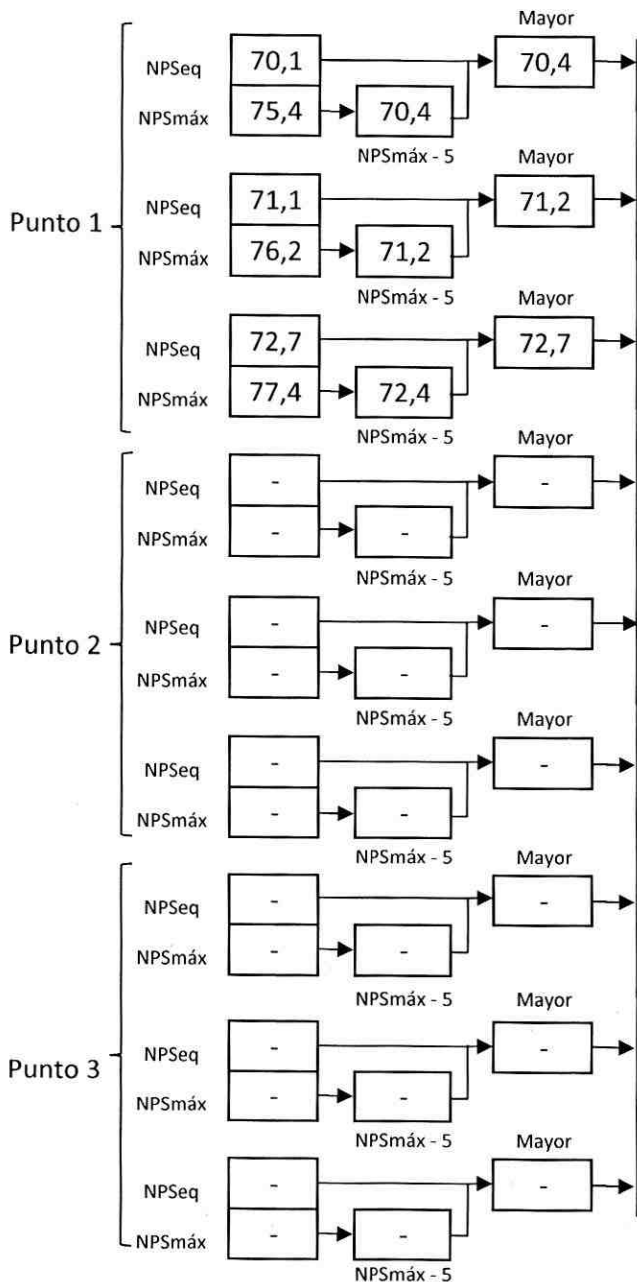 Mayor
NPSeq 70,1 70,4
NPSmáx 75,4 70,4
NPSmáx - 5
Mayor
NPSeq 71,1 71,2
Punto 1
NPSmáx 76,2 71,2
NPSmáx - 5
Mayor
NPSeq 72,7 72,7
NPSmáx 77,4 72,4
NPSmáx - 5
Mayor
NPSeq - -
NPSmáx - -
NPSmáx - 5
Mayor
NPSeq - -
Punto 2
NPSmáx - -
NPSmáx - 5
Mayor
NPSeq - -
NPSmáx - -
NPSmáx - 5
Mayor
NPSeq - -
NPSmáx - -
NPSmáx - 5
Mayor
NPSeq - -
Punto 3
NPSmáx - -
NPSmáx - 5
Mayor
NPSeq - -
NPSmáx - -
NPSmáx - 5